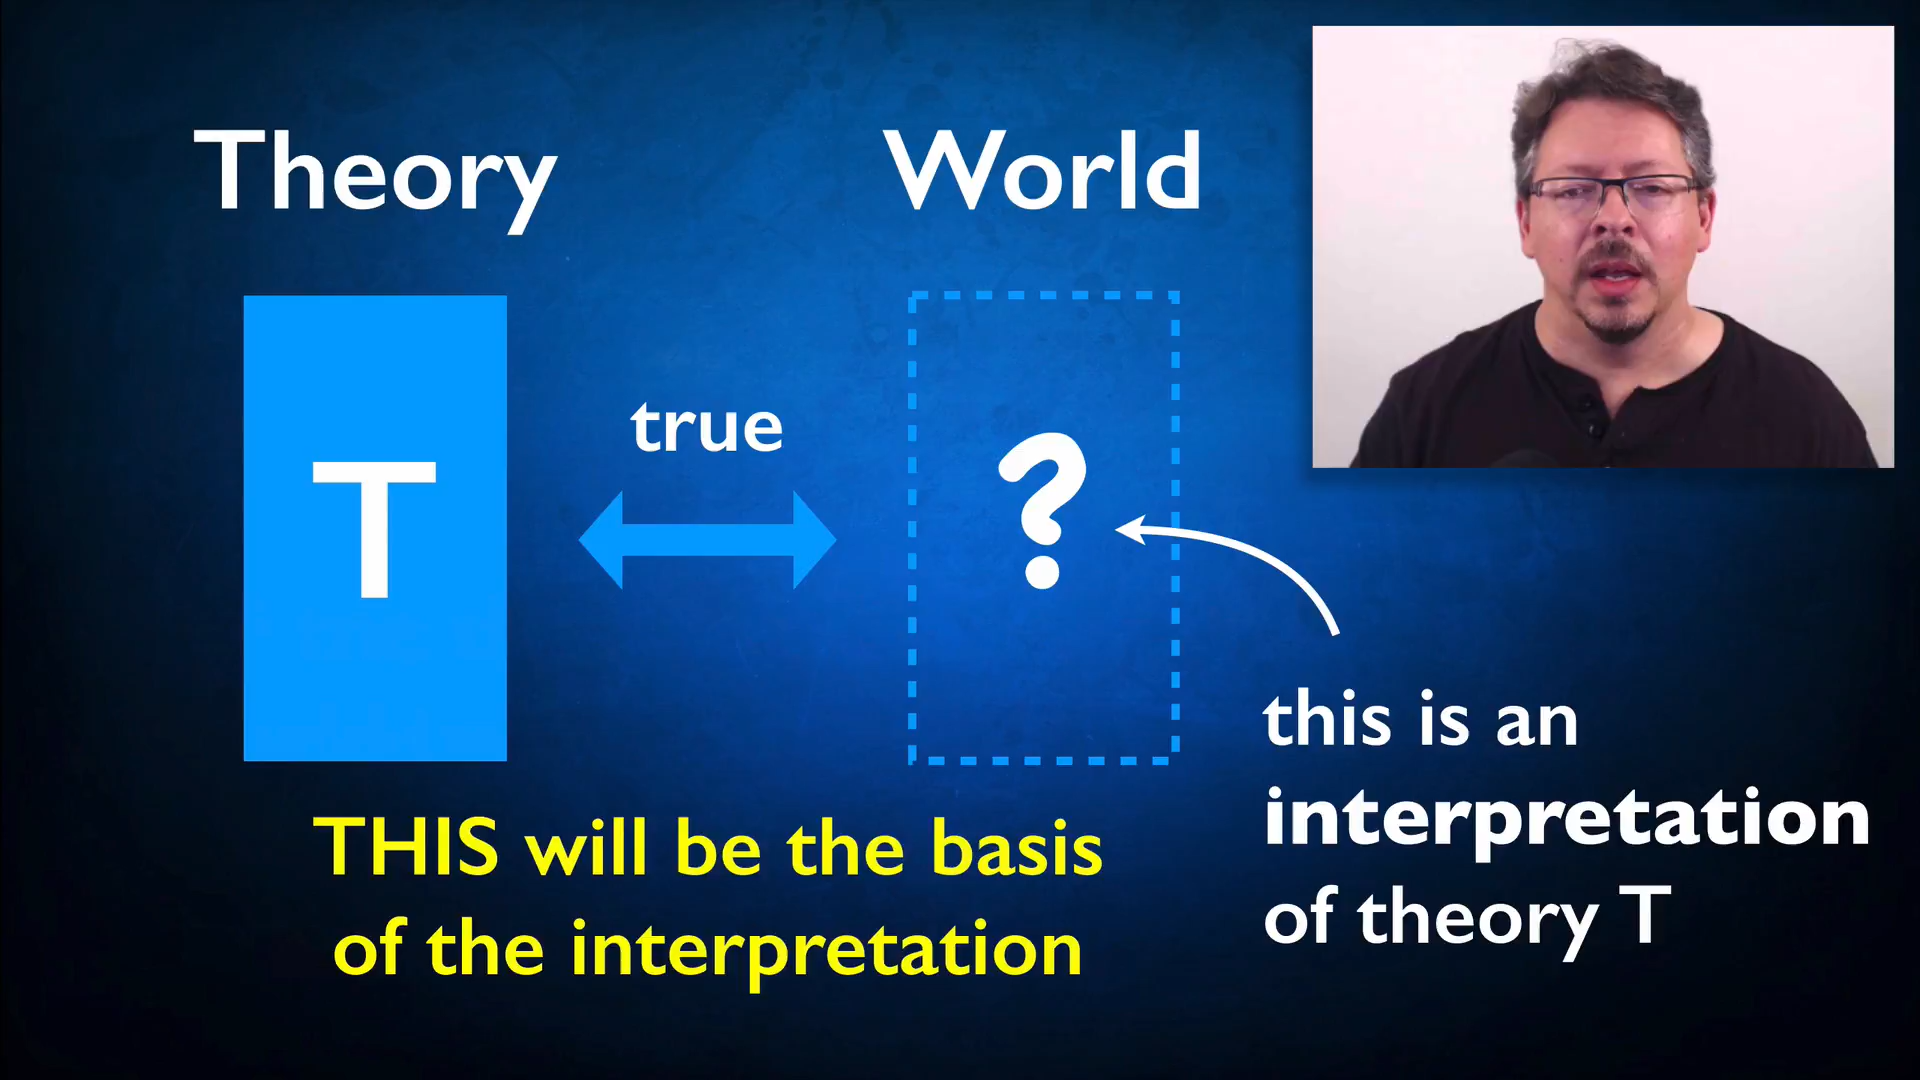 Theory
World
T
true
?
this is an
interpretation
of theory T
THIS will be the basis
of the interpretation